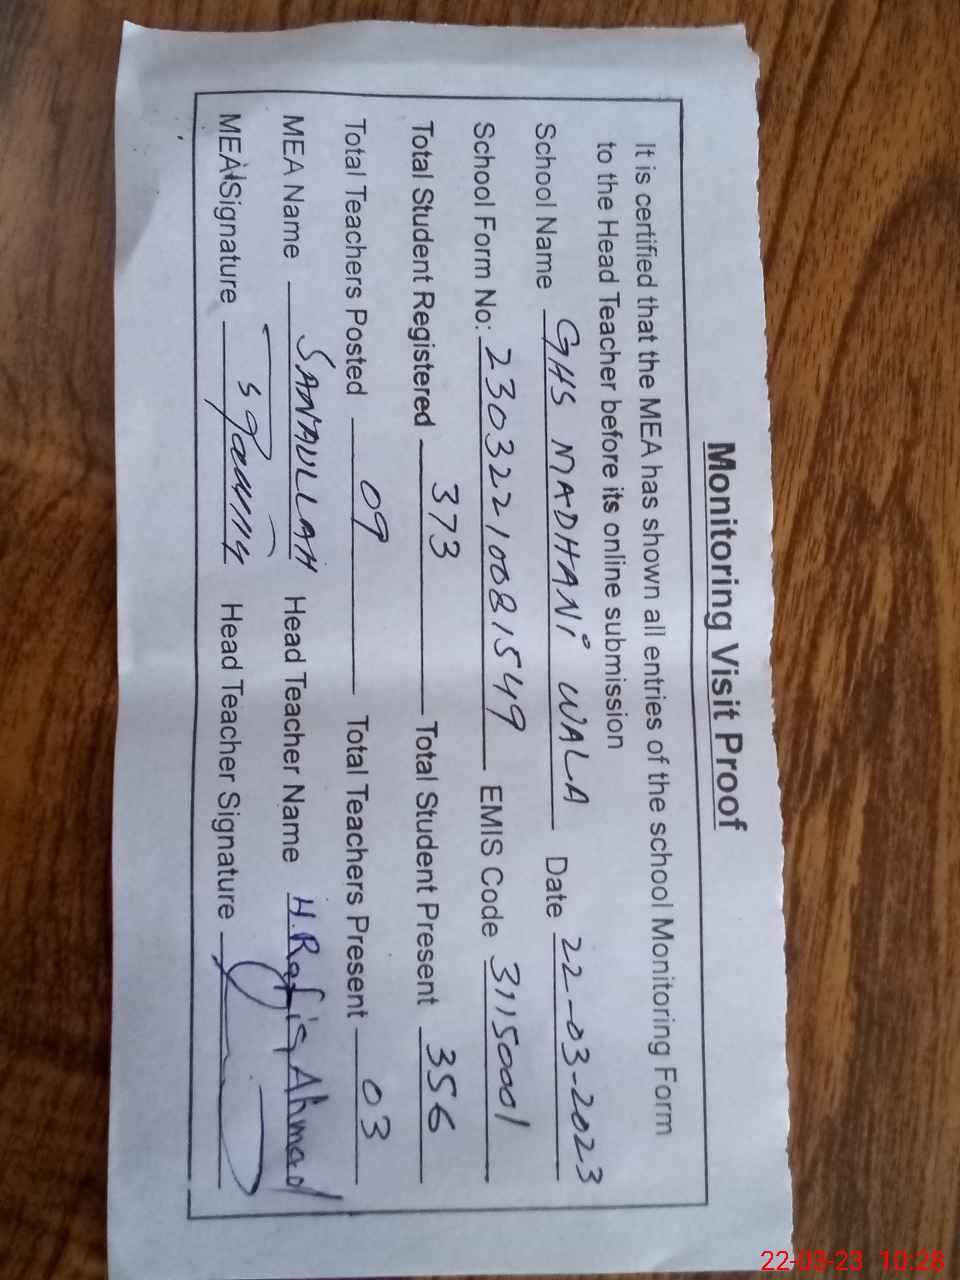 Monitoring Visit Proof
It is certified that the MEA has shown all entries of the school Monitoring Form
to the Head Teacher before its online submission
School Name GHS MADHANI WALA Date 22-03-2023
School Form No: 23032210081549 EMIS Code 31150001
Total Student Registered 373 Total Student Present 356
Total Teachers Posted 09 Total Teachers Present 03
MEA Name SANAULLAH Head Teacher Name H. Rafiq Ahmad
MEA Signature Head Teacher Signature
22-03-23 10:28